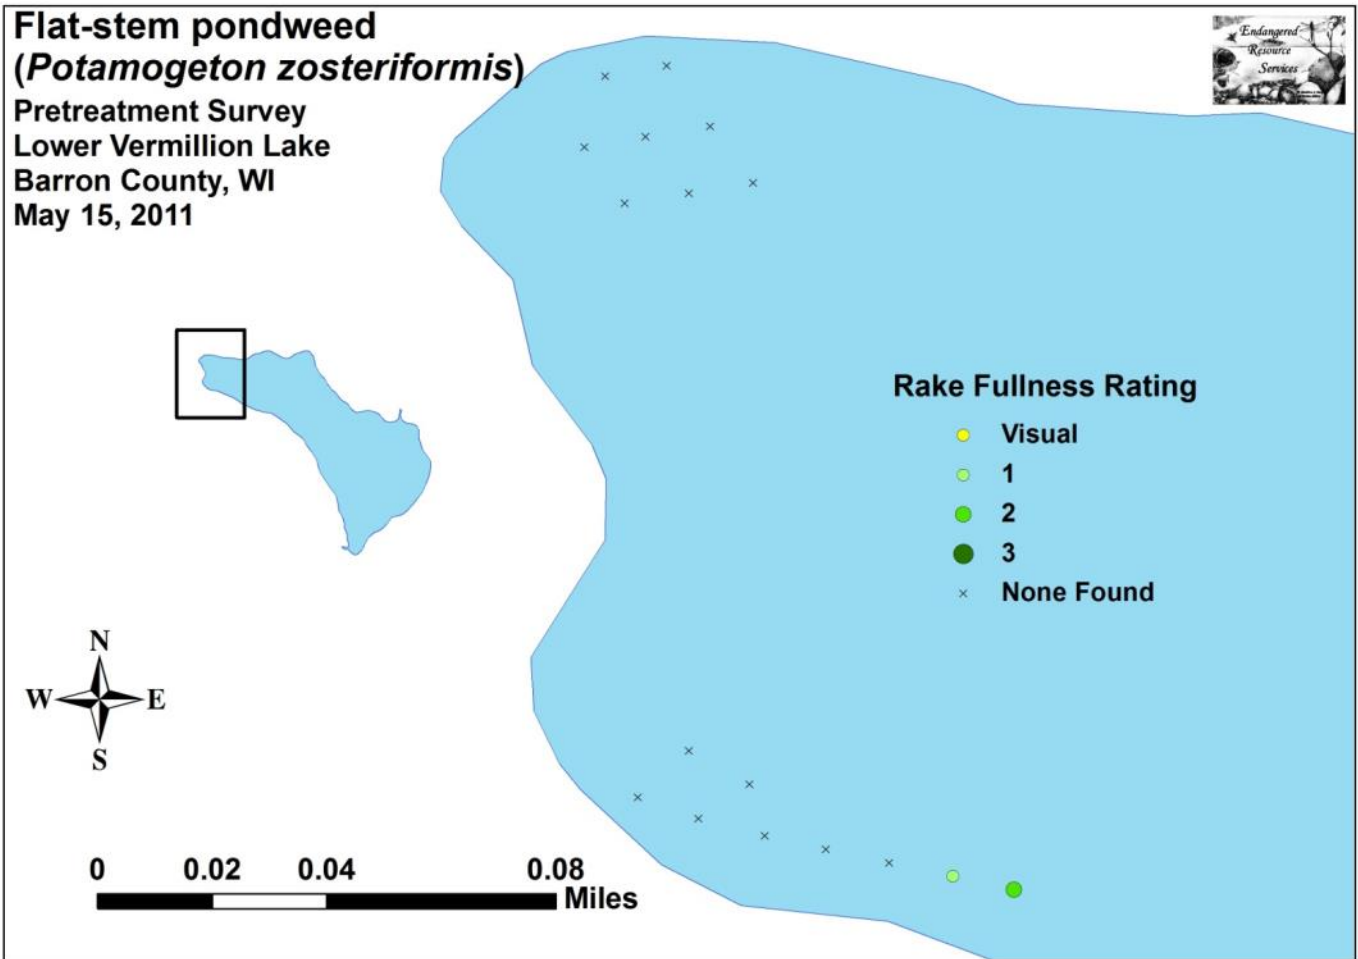 Flat-stem pondweed
(Potamogeton zosteriformis)
Pretreatment Survey
Lower Vermillion Lake
Barron County, WI
May 15, 2011
Endangered
Resource
Services
Rake Fullness Rating
Visual
1
2
3
None Found
N
W E
S
0 0.02 0.04 0.08
Miles